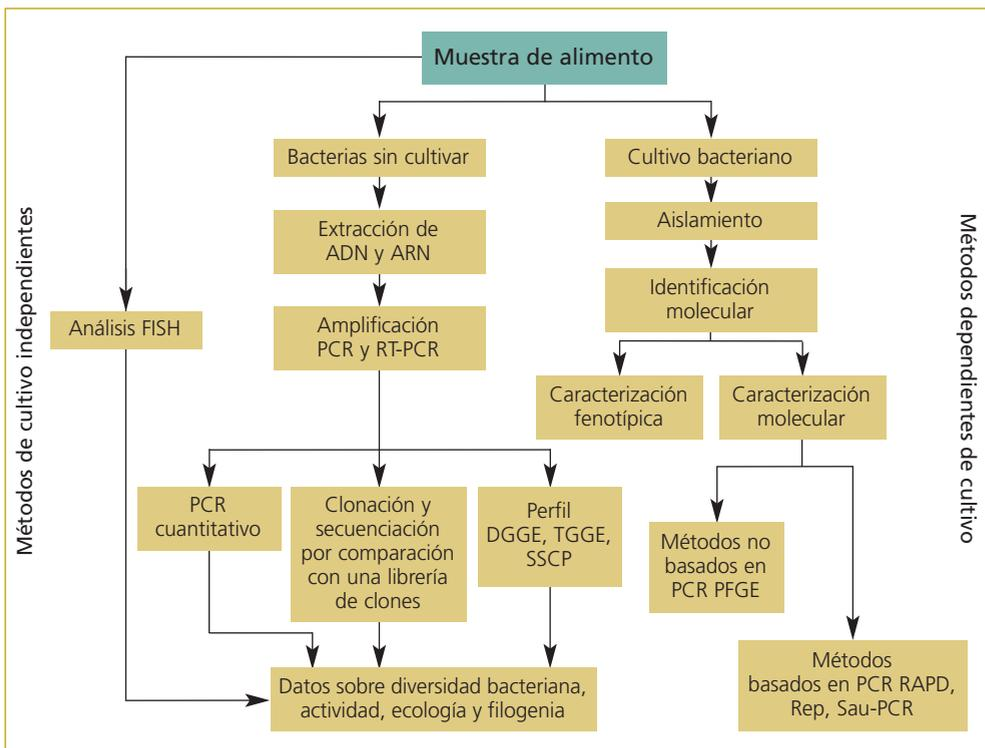 Muestra de alimento
Bacterias sin cultivar
Cultivo bacteriano
Extracción de
ADN y ARN
Aislamiento
Identificación
molecular
Análisis FISH
Amplificación
PCR y RT-PCR
Caracterización
fenotípica
Caracterización
molecular
PCR
cuantitativo
Clonación y
secuenciación
por comparación
con una librería
de clones
Perfil
DGGE, TGGE,
SSCP
Métodos no
basados en
PCR PFGE
Métodos
basados en PCR RAPD,
Rep, Sau-PCR
Datos sobre diversidad bacteriana,
actividad, ecología y filogenia
Métodos de cultivo independientes
Métodos dependientes de cultivo